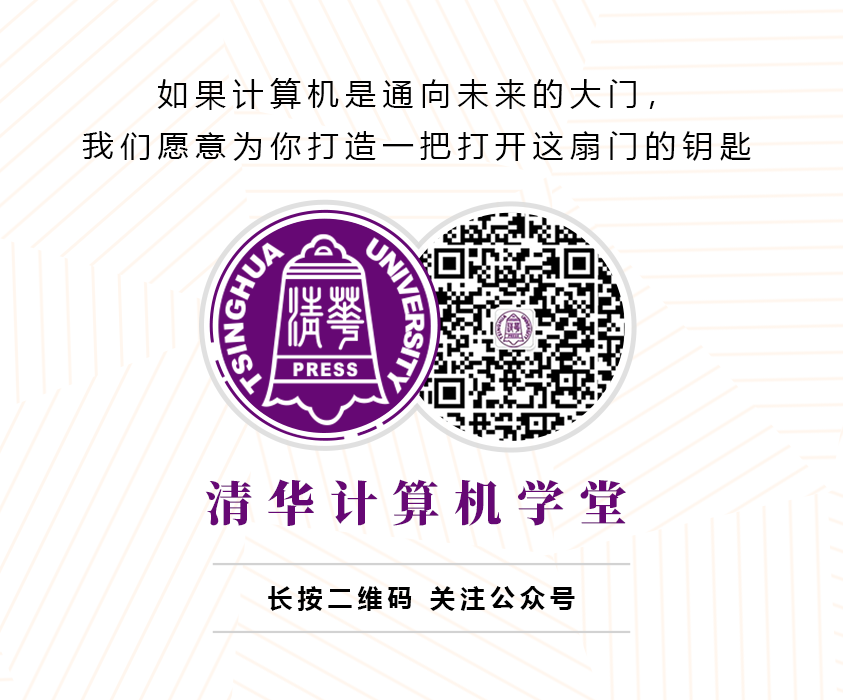 如果计算机是通向未来的大门，
我们愿意为你打造一把打开这扇门的钥匙
TSINGHUA UNIVERSITY
清華
PRESS
清华计算机学堂
长按二维码 关注公众号